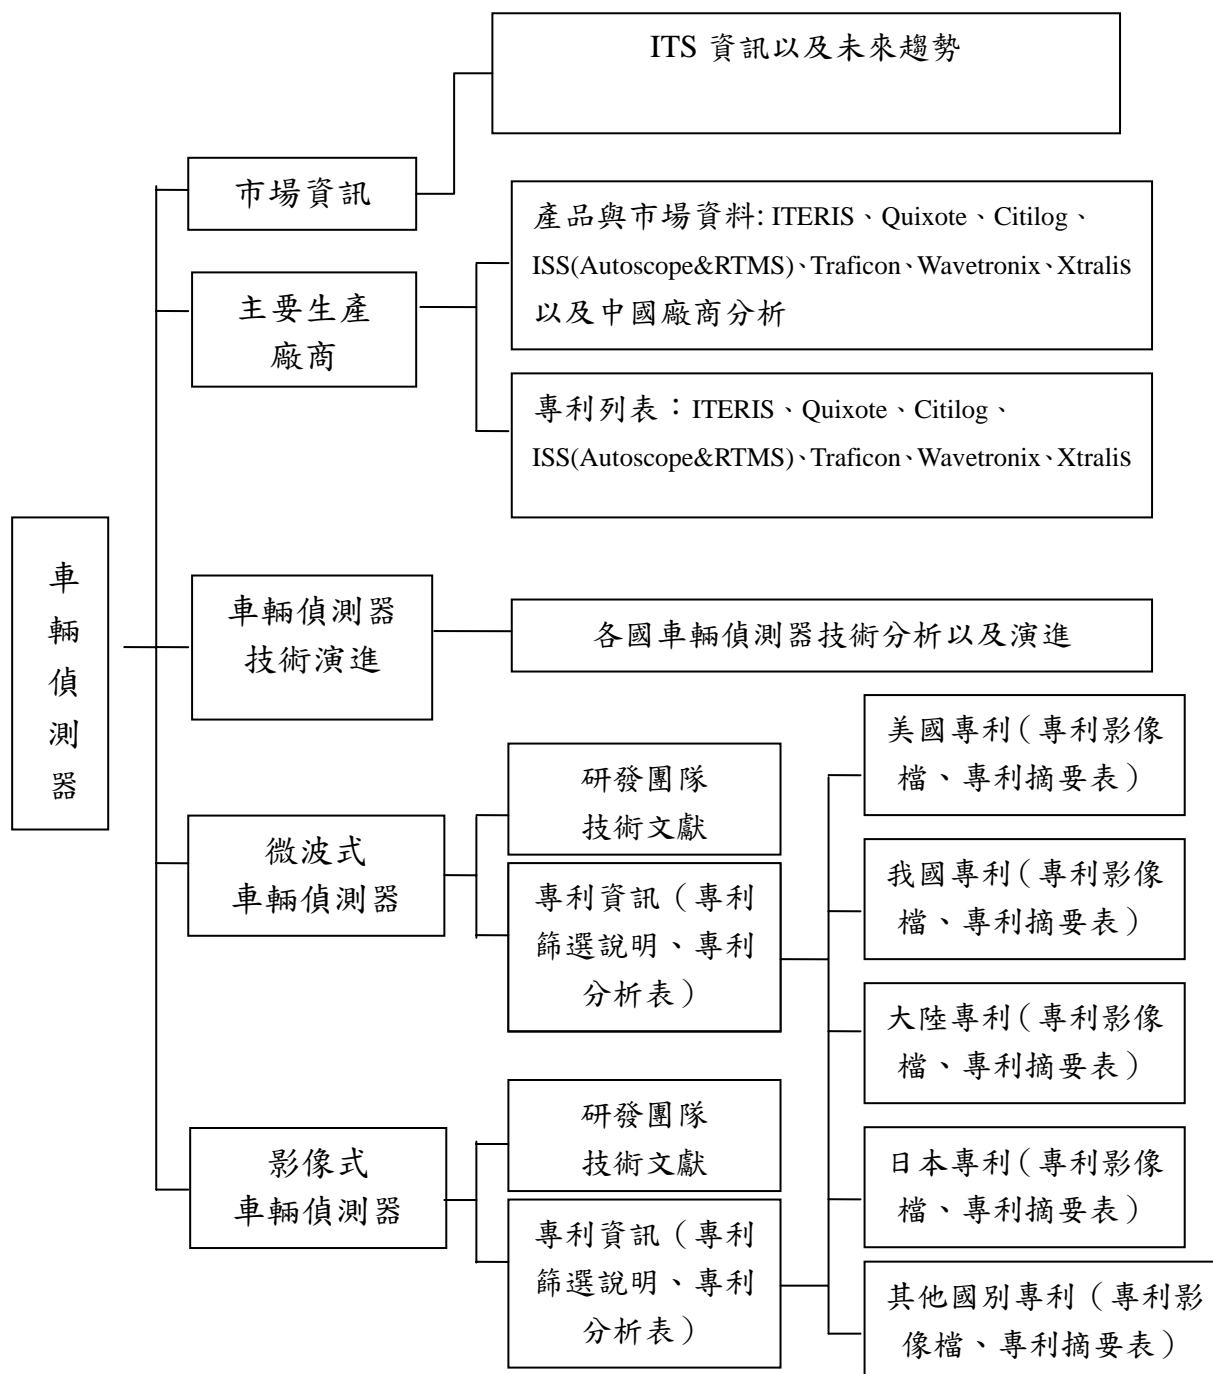 ITS 資訊以及未來趨勢
市場資訊
產品與市場資料: ITERIS、Quixote、Citilog、
ISS(Autoscope&RTMS)、Traficon、Wavetronix、Xtralis
以及中國廠商分析
主要生產
廠商
專利列表：ITERIS、Quixote、Citilog、
ISS(Autoscope&RTMS)、Traficon、Wavetronix、Xtralis
車
輛
偵
測
器
車輛偵測器
技術演進
各國車輛偵測器技術分析以及演進
微波式
車輛偵測器
研發團隊
技術文獻
專利資訊（專利
篩選說明、專利
分析表）
影像式
車輛偵測器
研發團隊
技術文獻
專利資訊（專利
篩選說明、專利
分析表）
美國專利（專利影像
檔、專利摘要表）
我國專利（專利影像
檔、專利摘要表）
大陸專利（專利影像
檔、專利摘要表）
日本專利（專利影像
檔、專利摘要表）
其他國別專利（專利影
像檔、專利摘要表）